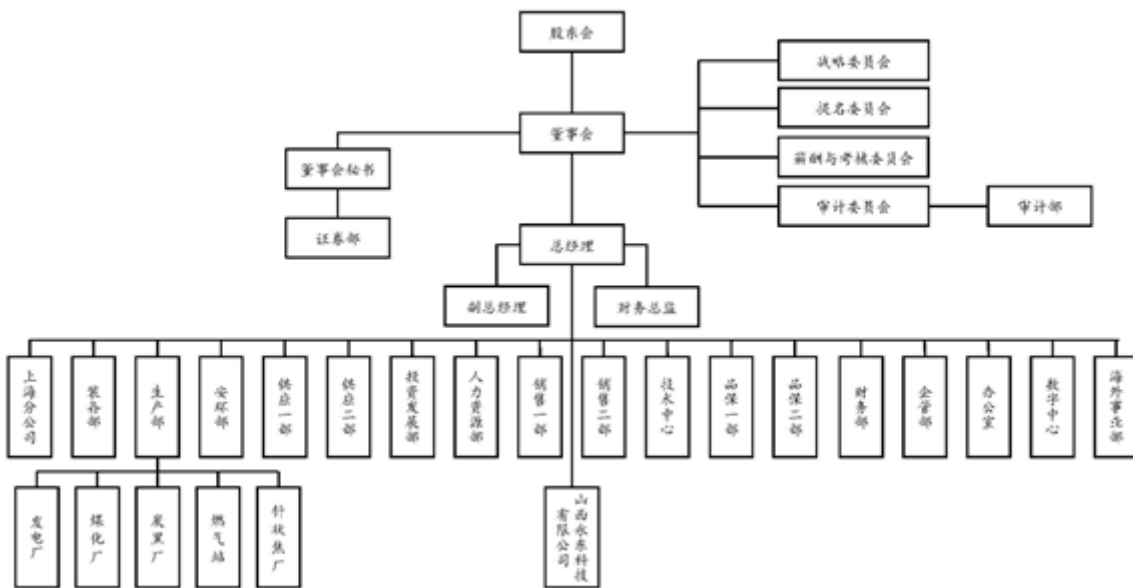 股东会
战略委员会
提名委员会
董事会
薪酬与考核委员会
董事会秘书
审计委员会
审计部
证券部
总经理
副总经理
财务总监
上海分公司
装备部
生产部
安环部
供应一部
供应二部
投资发展部
人力资源部
销售一部
销售二部
技术中心
品保一部
品保二部
财务部
企管部
办公室
数字中心
海外事业部
发电厂
煤化厂
炭黑厂
燃气站
针状焦厂
山西永东科技
有限公司